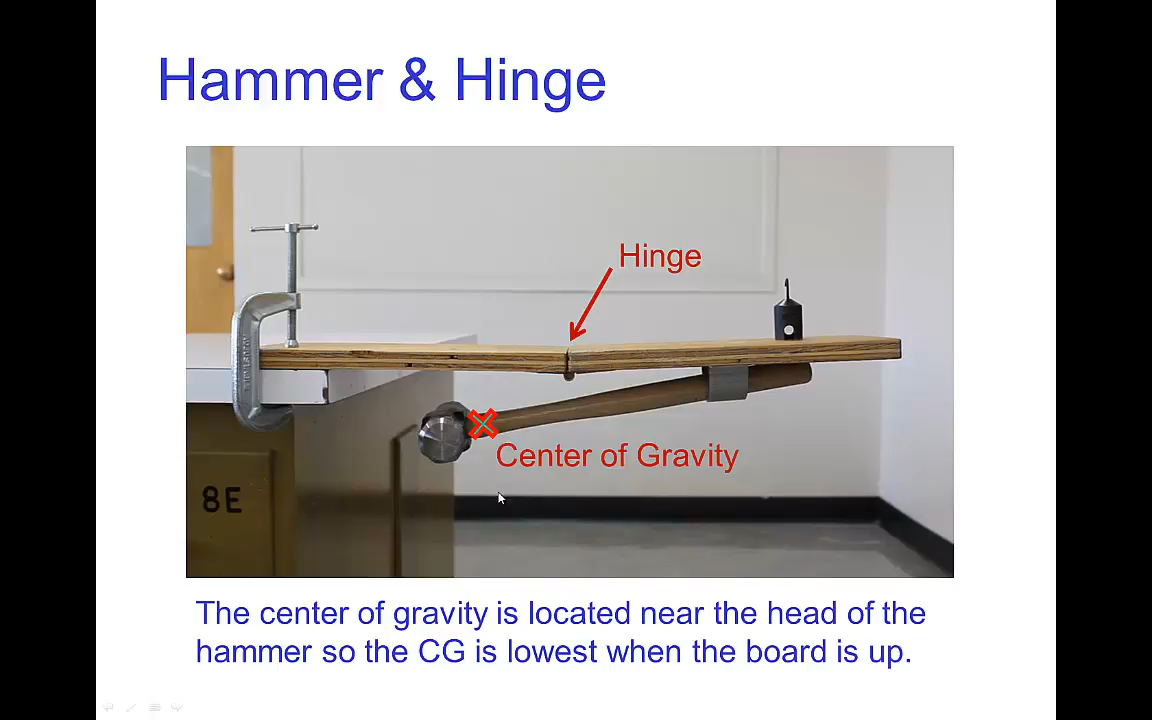 Hammer & Hinge
Hinge
Center of Gravity
8E
The center of gravity is located near the head of the
hammer so the CG is lowest when the board is up.